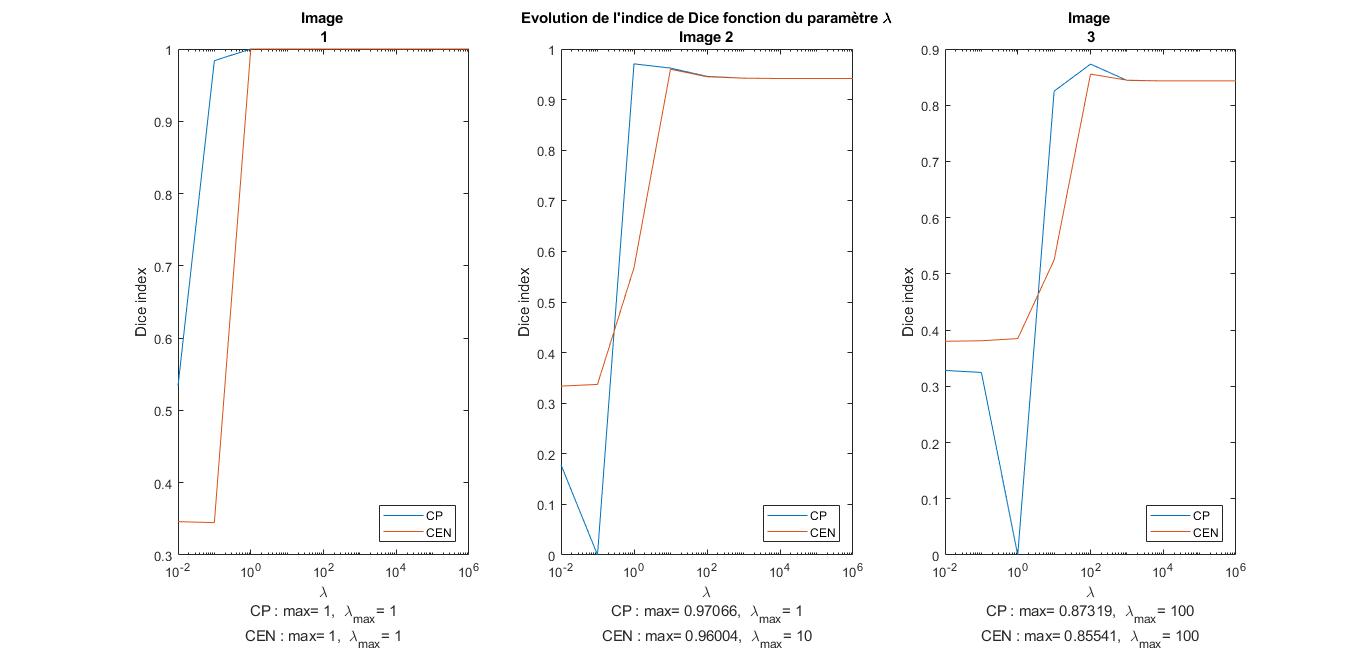 Evolution de l'indice de Dice fonction du paramètre λ
Image
1
Dice index
1
0.9
0.8
0.7
0.6
0.5
0.4
0.3
10^-2 10^0 10^2 10^4 10^6
λ
CP
CEN
CP : max= 1, λ_max= 1
CEN : max= 1, λ_max= 1
Image 2
Dice index
1
0.9
0.8
0.7
0.6
0.5
0.4
0.3
0.2
0.1
0
10^-2 10^0 10^2 10^4 10^6
λ
CP
CEN
CP : max= 0.97066, λ_max= 1
CEN : max= 0.96004, λ_max= 10
Image
3
Dice index
0.9
0.8
0.7
0.6
0.5
0.4
0.3
0.2
0.1
0
10^-2 10^0 10^2 10^4 10^6
λ
CP
CEN
CP : max= 0.87319, λ_max= 100
CEN : max= 0.85541, λ_max= 100